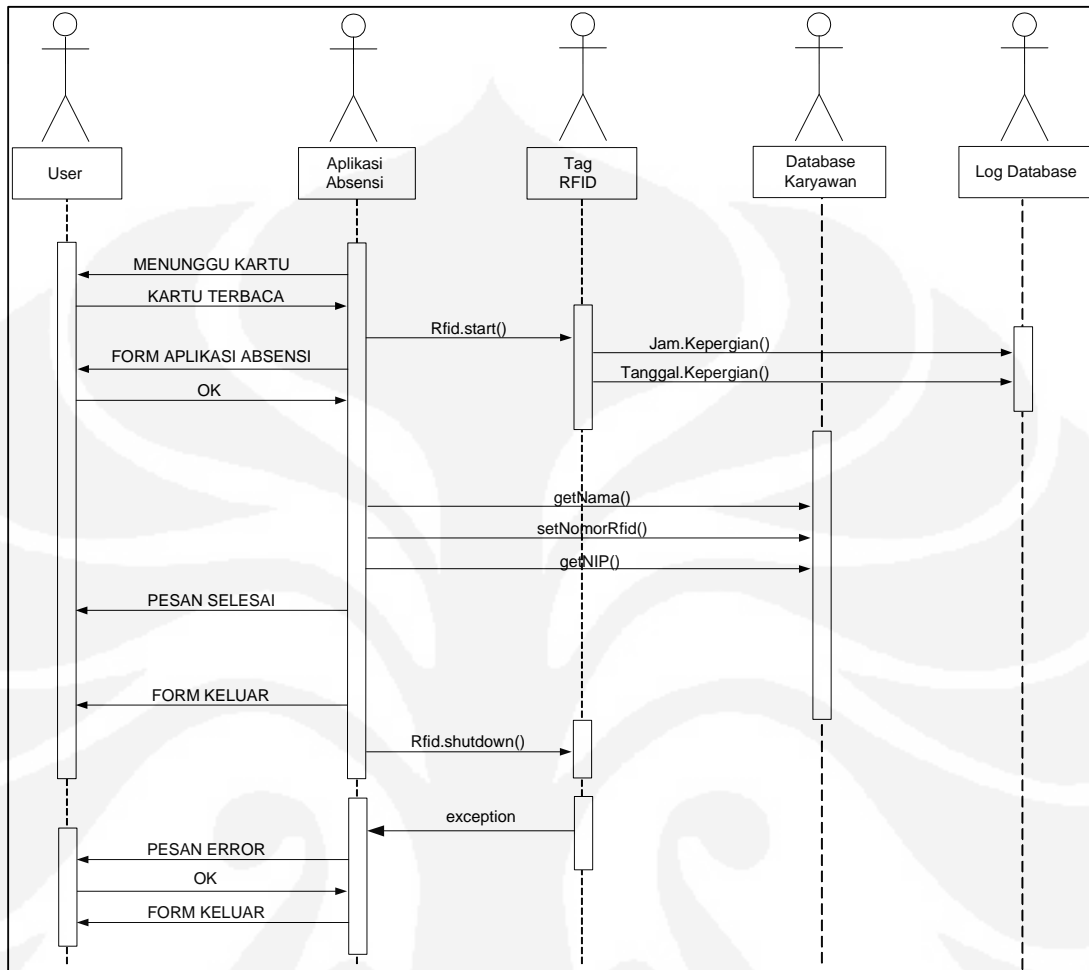 User
Aplikasi
Absensi
Tag
RFID
Database
Karyawan
Log Database
MENUNGGU KARTU
KARTU TERBACA
Rfid.start()
Jam.Kepergian()
FORM APLIKASI ABSENSI
Tanggal.Kepergian()
OK
getNama()
setNomorRfid()
getNIP()
PESAN SELESAI
FORM KELUAR
Rfid.shutdown()
exception
PESAN ERROR
OK
FORM KELUAR